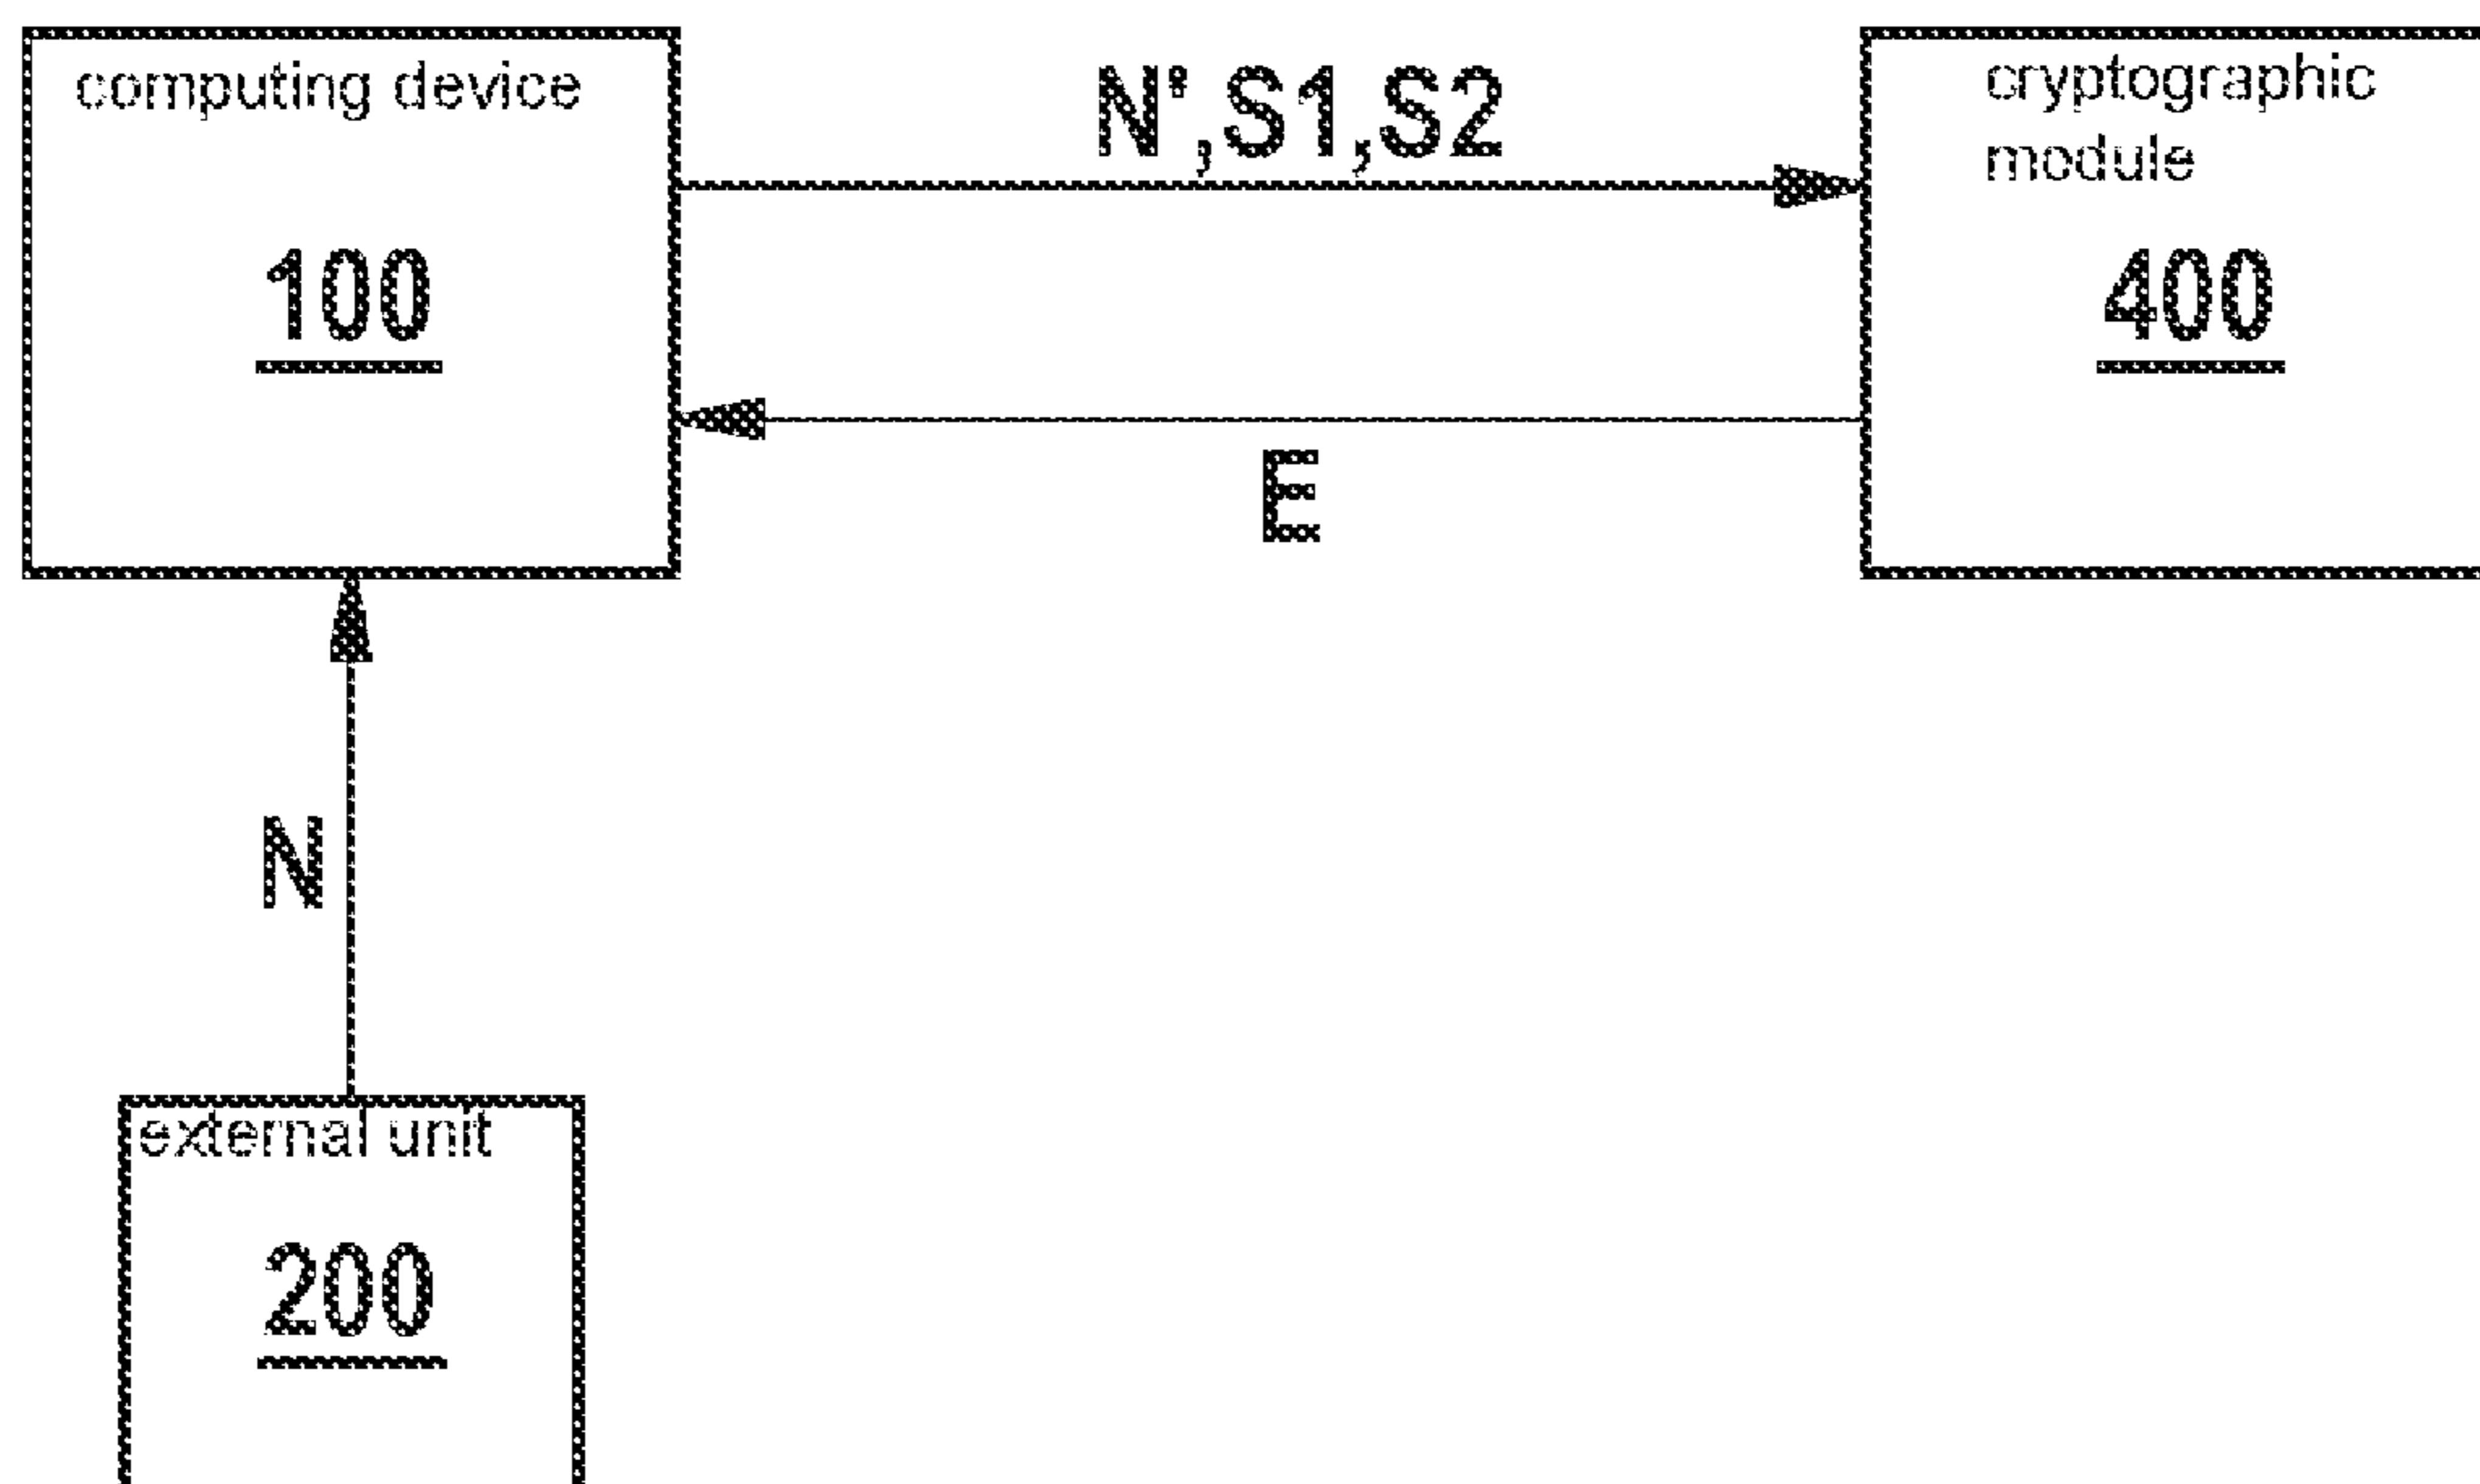 computing device
100
N',S1,S2
cryptographic
module
400
E
N
external unit
200